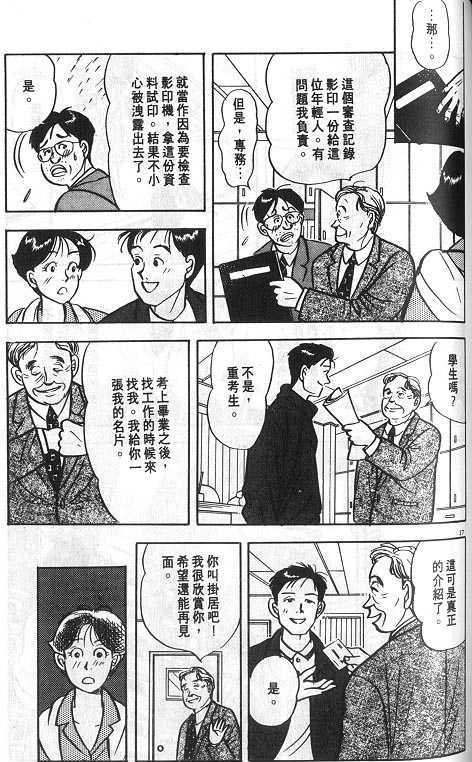 …那…。
這個審查記錄
影印一份給這
位年輕人。有
問題我負責。
但是，專務…
就當作因為要檢查
影印機，拿這份資
料試印。結果不小
心被洩露出去了。
是。
學生嗎？
不是，
重考生。
考上畢業之後，
找工作的時候來
找我。我給你一
張我的名片。
17
這可是真正
的介紹了。
是。
你叫掛居吧！
我很欣賞你，
希望還能再見
面。